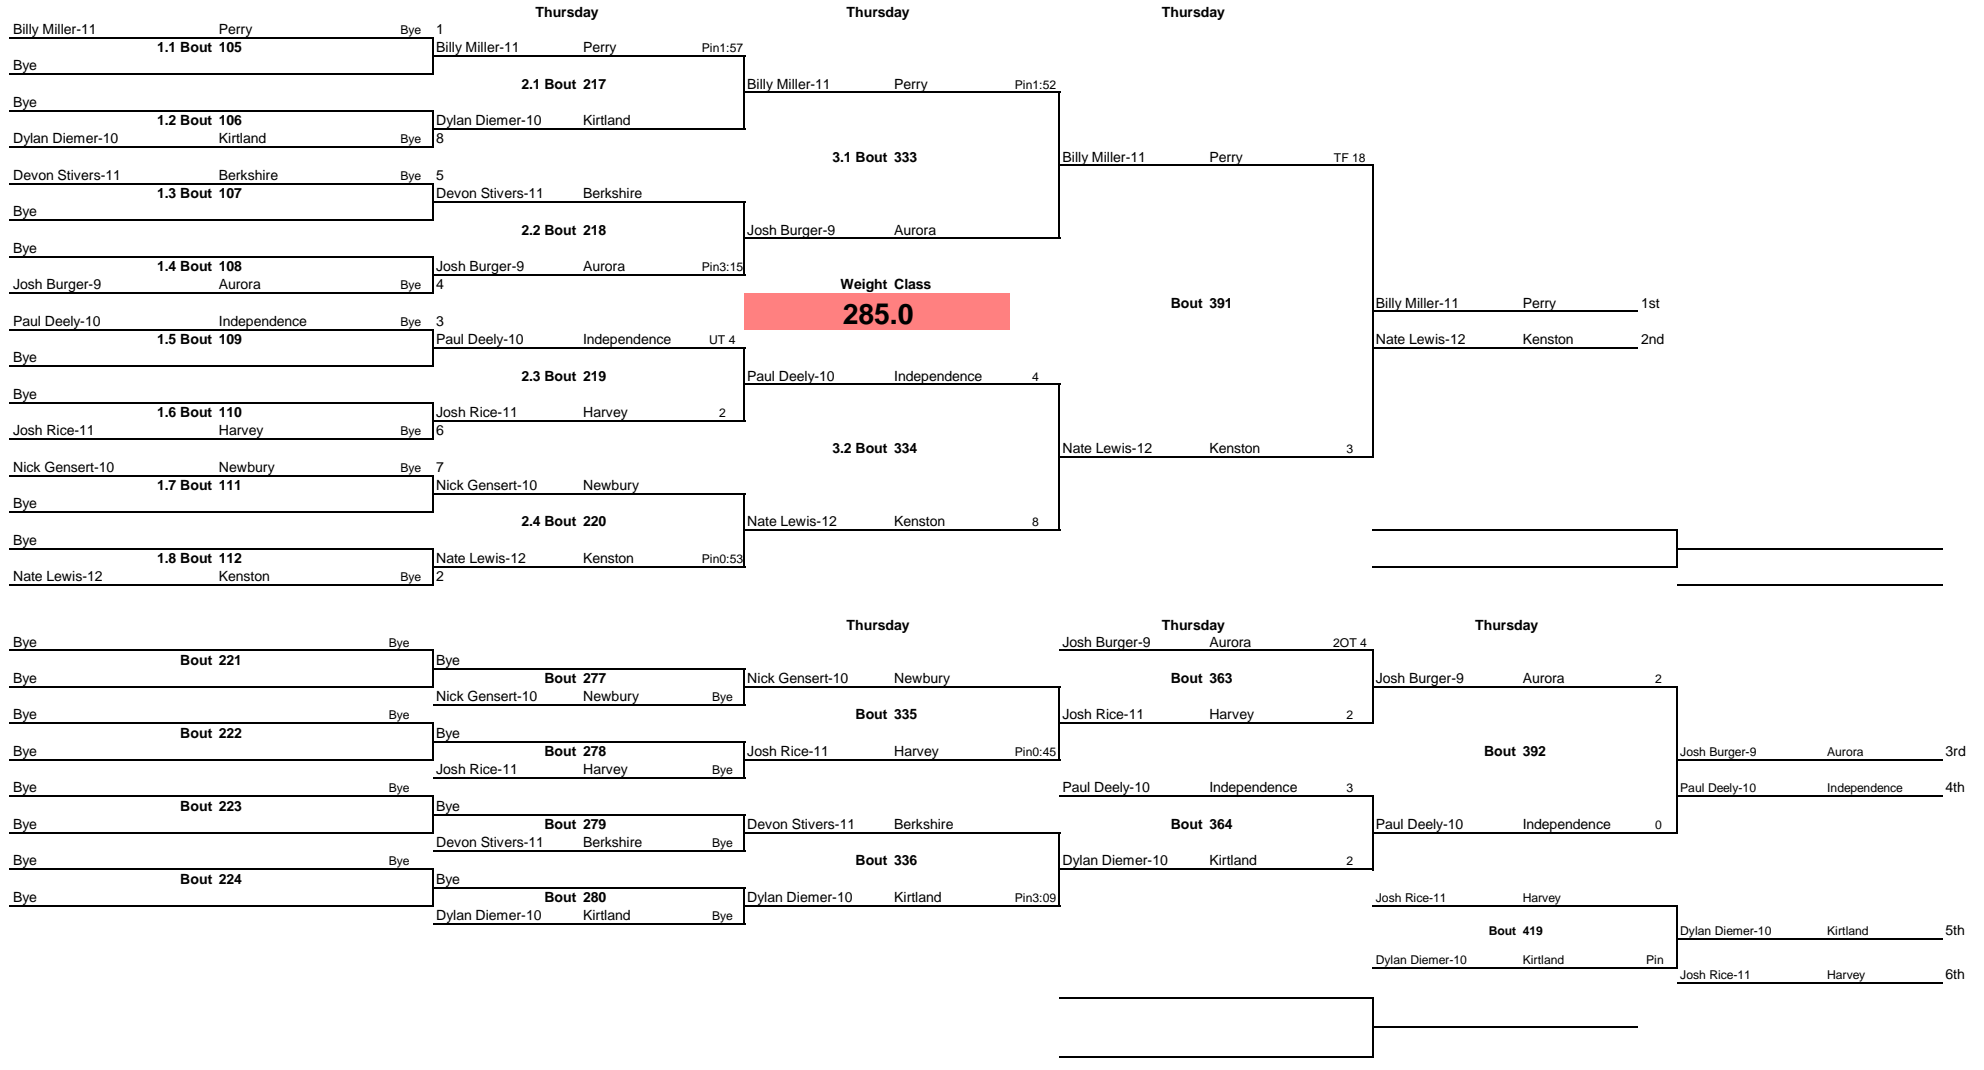 Thursday Thursday Thursday
Billy Miller-11 Perry Bye 1
1.1 Bout 105 Billy Miller-11 Perry Pin1:57
Bye
2.1 Bout 217 Billy Miller-11 Perry Pin1:52
Bye
1.2 Bout 106 Dylan Diemer-10 Kirtland
Dylan Diemer-10 Kirtland Bye 8
3.1 Bout 333 Billy Miller-11 Perry TF 18
Devon Stivers-11 Berkshire Bye 5
1.3 Bout 107 Devon Stivers-11 Berkshire
Bye
2.2 Bout 218 Josh Burger-9 Aurora
Bye
1.4 Bout 108 Josh Burger-9 Aurora Pin3:15
Josh Burger-9 Aurora Bye 4 Weight Class
Bout 391 Billy Miller-11 Perry 1st
285.0
Paul Deely-10 Independence Bye 3
1.5 Bout 109 Paul Deely-10 Independence UT 4 Nate Lewis-12 Kenston 2nd
Bye
2.3 Bout 219 Paul Deely-10 Independence 4
Bye
1.6 Bout 110 Josh Rice-11 Harvey 2
Josh Rice-11 Harvey Bye 6
3.2 Bout 334 Nate Lewis-12 Kenston 3
Nick Gensert-10 Newbury Bye 7
1.7 Bout 111 Nick Gensert-10 Newbury
Bye
2.4 Bout 220 Nate Lewis-12 Kenston 8
Bye
1.8 Bout 112 Nate Lewis-12 Kenston Pin0:53
Nate Lewis-12 Kenston Bye 2
Thursday Thursday Thursday
Bye Bye Josh Burger-9 Aurora 2OT 4
Bout 221 Bye
Bye Bout 277 Nick Gensert-10 Newbury Bout 363 Josh Burger-9 Aurora 2
Nick Gensert-10 Newbury Bye
Bye Bye Bout 335 Josh Rice-11 Harvey 2
Bout 222 Bye
Bye Bout 278 Josh Rice-11 Harvey Pin0:45 Bout 392 Josh Burger-9 Aurora 3rd
Josh Rice-11 Harvey Bye
Bye Bye Paul Deely-10 Independence 3 Paul Deely-10 Independence 4th
Bout 223 Bye
Bye Bout 279 Devon Stivers-11 Berkshire Bout 364 Paul Deely-10 Independence 0
Devon Stivers-11 Berkshire Bye
Bye Bye Bout 336 Dylan Diemer-10 Kirtland 2
Bout 224 Bye
Bye Bout 280 Dylan Diemer-10 Kirtland Pin3:09 Josh Rice-11 Harvey
Dylan Diemer-10 Kirtland Bye
Bout 419 Dylan Diemer-10 Kirtland 5th
Dylan Diemer-10 Kirtland Pin
Josh Rice-11 Harvey 6th